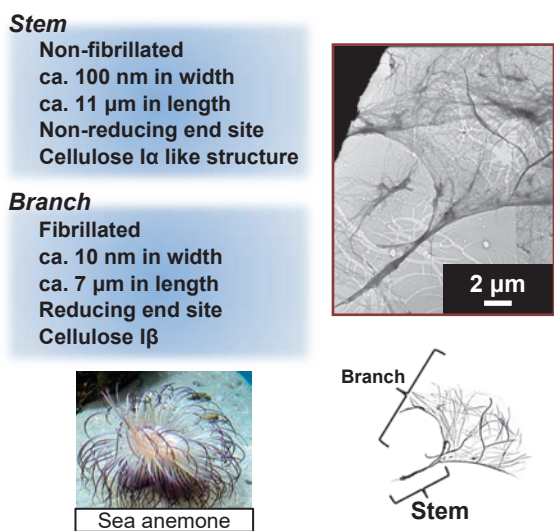 Stem
Non-fibrillated
ca. 100 nm in width
ca. 11 μm in length
Non-reducing end site
Cellulose Iα like structure
Branch
Fibrillated
ca. 10 nm in width
ca. 7 μm in length
Reducing end site
Cellulose Iβ
2 μm
Sea anemone
Branch
Stem